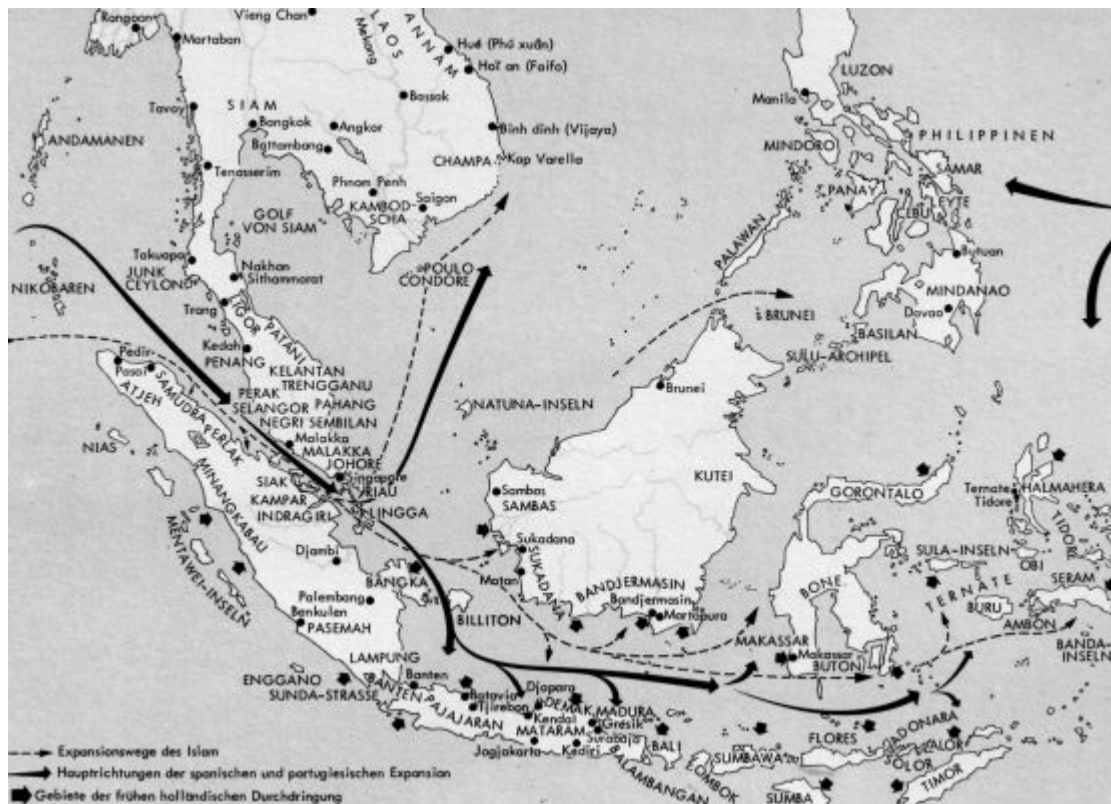 Rangoon
Vieng Chan
Martaban
Mekong
LAOS
ANNAM
Hué (Phú xuân)
Haï an (Faifo)
LUZON
Manila
Tavoy
SIAM
Bassak
ANDAMANEN
Bangkok
Angkor
Binh dinh (Vijaya)
PHILIPPINEN
Battambang
MINDORO
CHAMPA
Kap Varella
SAMAR
Tenasserim
Phnom Penh
PANAY
Saigon
LEYTE
KAMBOD-
SCHA
CEBU
GOLF
VON SIAM
PALAWAN
Takuapa
Nakhan
Sithammarat
POULO
CONDORE
Butuan
JUNK
CEYLON
NIKOBAREN
MINDANAO
Trang
LIGOR
BRUNEI
Davao
PATANI
BASILAN
Kedah
PENANG
SULU-ARCHIPEL
Pedir
Pasai
KELANTAN
TRENGGANU
Brunei
ATJEH
PERAK
SELANGOR
PAHANG
NATUNA-INSELN
SAMUDRA-PERLAK
NEGRI SEMBILAN
NIAS
Malakka
MALAKKA
JOHORE
Singapore
KUTEI
SIAK
RIAU
Sambas
SAMBAS
GORONTALO
Ternate
Tidore
HALMAHERA
KAMPAR
INDRAGIRI
LINGGA
MINANGKABAU
TIDORE
MENTAWEI-INSELN
Sukadana
SULA-INSELN
OBI
Djambi
SUKADANA
BANGKA
Matan
BANDJERMASIN
BONE
TERNATE
SERAM
Palembang
Bandjermasin
BURU
Benkulen
BILLITON
Martapura
AMBON
PASEMAH
MAKASSAR
Makassar
BUTON
BANDA-
INSELN
LAMPUNG
ENGGANO
SUNDA-STRASSE
Banten
BANTEN
PAJAJARAN
Batavia
Tjirebon
Djapara
DEMAK
MADURA
Kendal
Gresik
FLORES
ADONARA
MATARAM
Surabaja
BALI
ALOR
Jogjakarta
Kediri
SUMBAWA
SOLOR
BALAMBANGAN
LOMBOK
TIMOR
SUMBA
Expansionswege des Islam
Hauptrichtungen der spanischen und portugiesischen Expansion
Gebiete der frühen holländischen Durchdringung